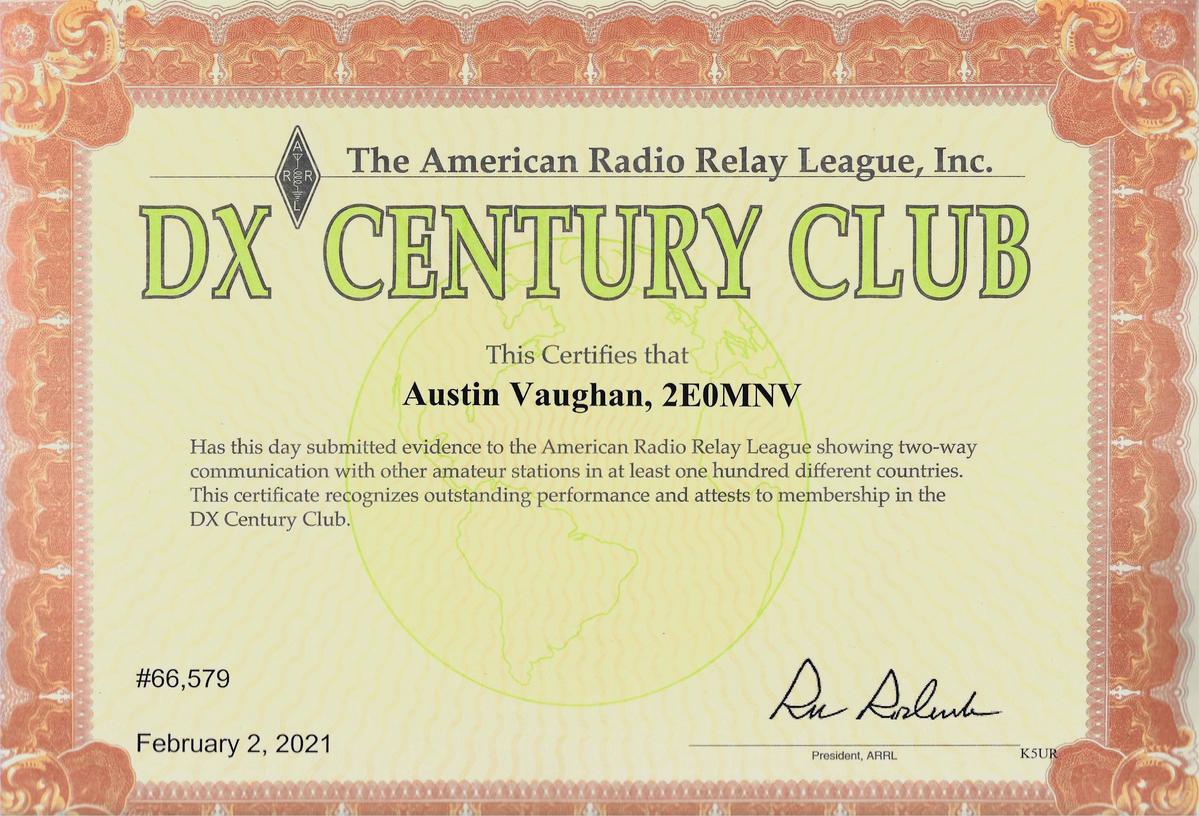 ARRL
The American Radio Relay League, Inc.
DX CENTURY CLUB
This Certifies that
Austin Vaughan, 2E0MNV
Has this day submitted evidence to the American Radio Relay League showing two-way
communication with other amateur stations in at least one hundred different countries.
This certificate recognizes outstanding performance and attests to membership in the
DX Century Club.
#66,579
February 2, 2021
President, ARRL
K5UR